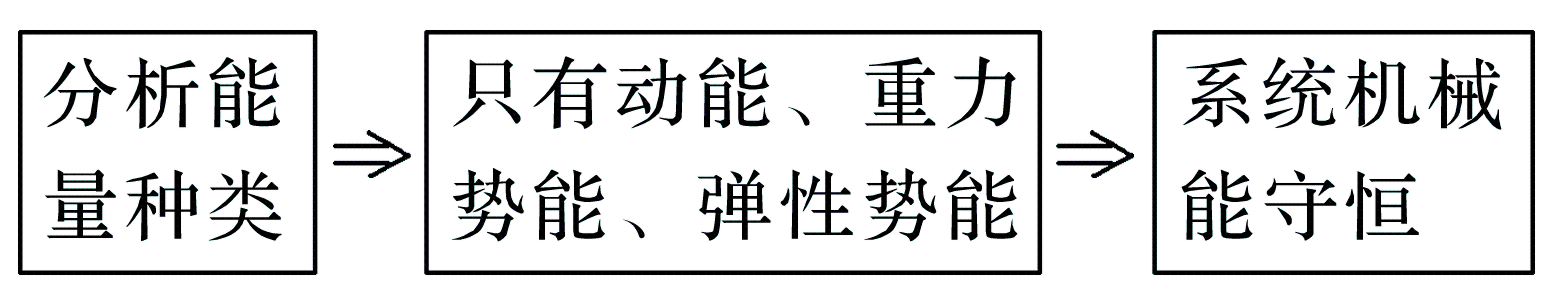 分析能
量种类
只有动能、重力
势能、弹性势能
系统机械
能守恒